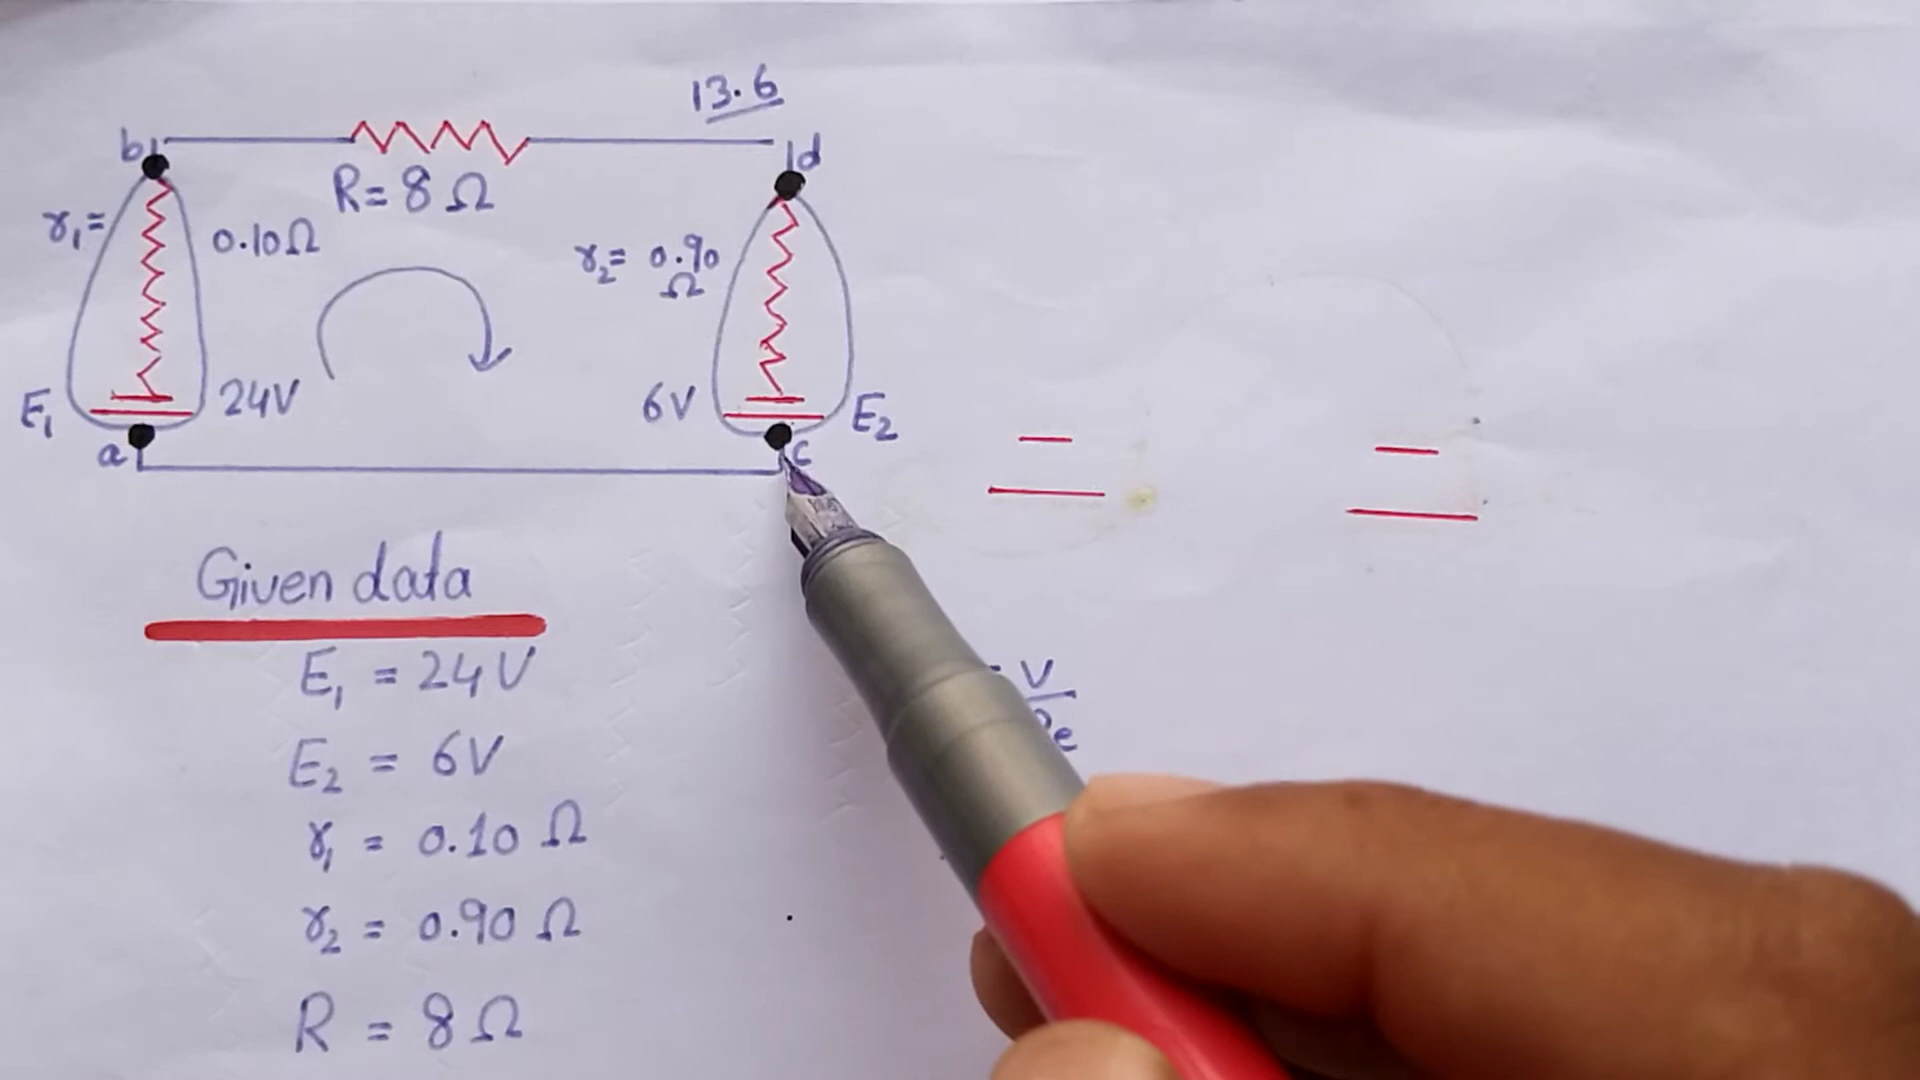 13.6
b
d
R = 8 Ω
r₁ =
0.10Ω
r₂ = 0.90
Ω
E₁
24V
6V
E₂
a
c
Given data
E₁ = 24V
E₂ = 6V
r₁ = 0.10 Ω
r₂ = 0.90 Ω
R = 8 Ω
= V
e